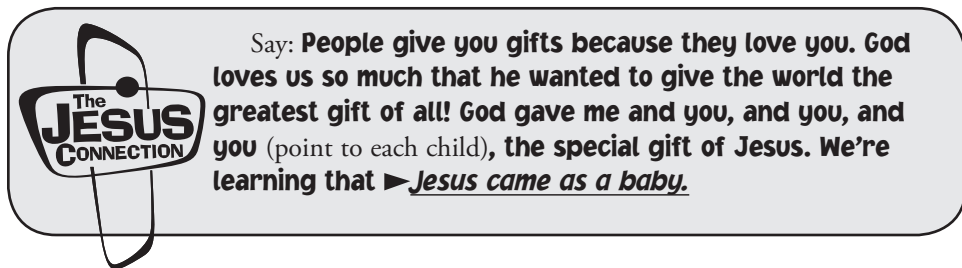 The
JESUS
CONNECTION
Say: People give you gifts because they love you. God
loves us so much that he wanted to give the world the
greatest gift of all! God gave me and you, and you, and
you (point to each child), the special gift of Jesus. We’re
learning that ►Jesus came as a baby.